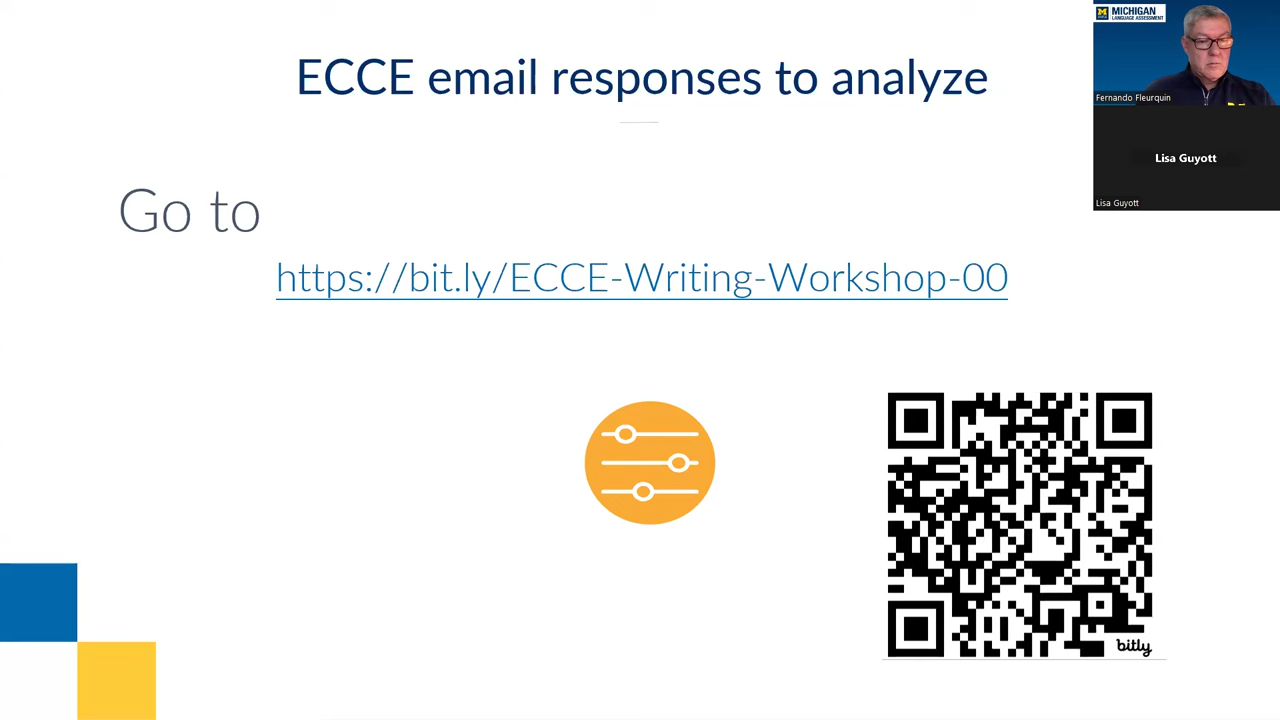 ECCE email responses to analyze
Go to
https://bit.ly/ECCE-Writing-Workshop-00
bitly
M MICHIGAN
LANGUAGE ASSESSMENT
Fernando Fleurquin
Lisa Guyott
Lisa Guyott